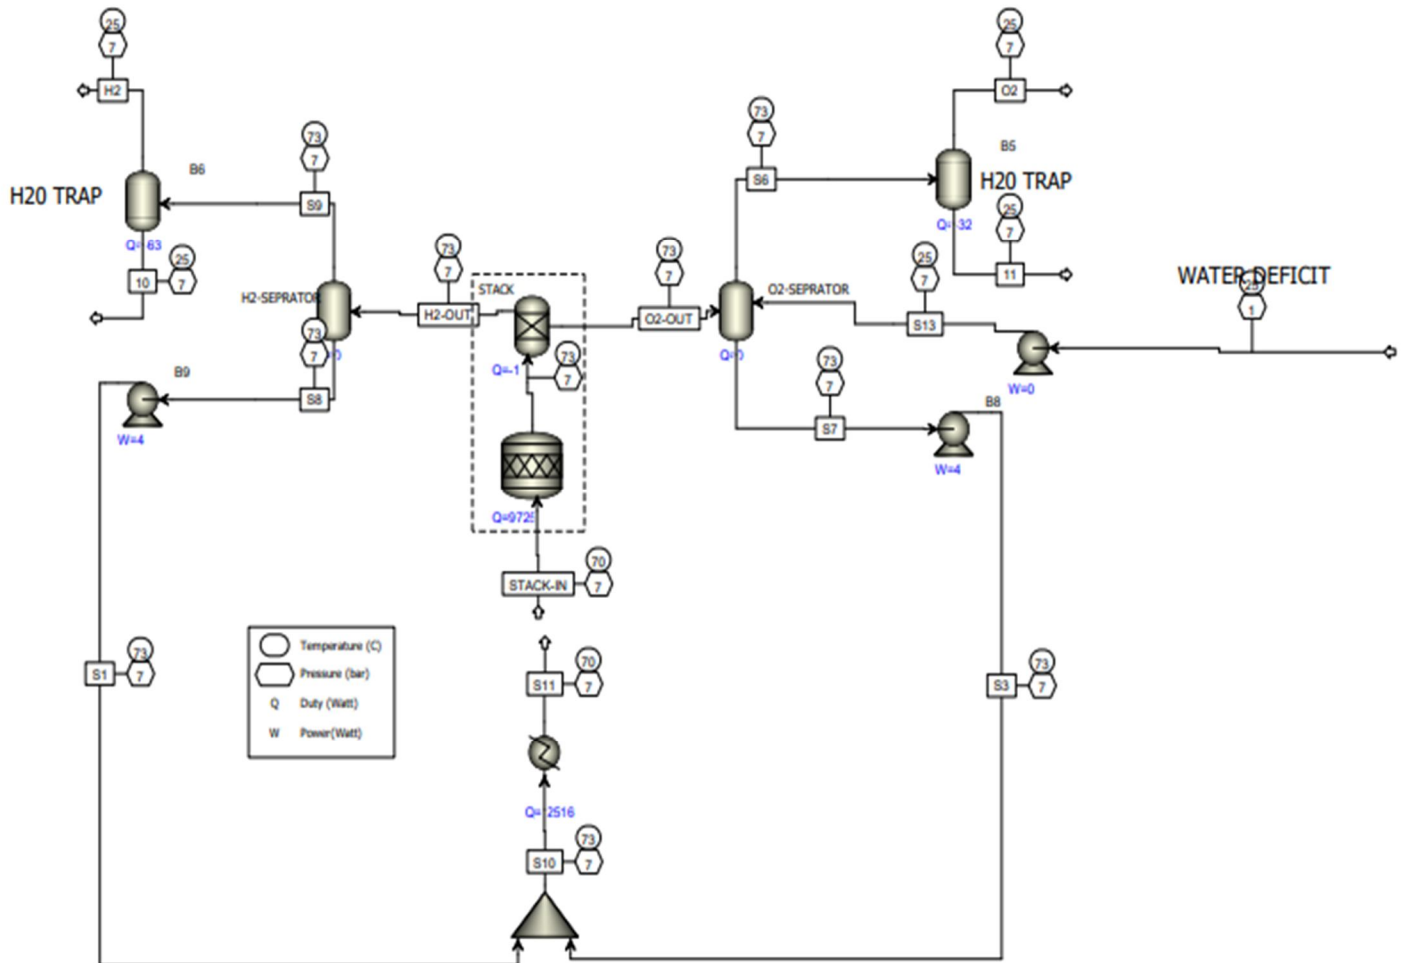 25
7
H2
B6
H20 TRAP
Q=-63
10
25
7
73
7
S9
H2-SEPRATOR
73
7
S8
B9
W=4
73
7
H2-OUT
STACK
Q=-1
73
7
Q=9725
73
7
O2-OUT
73
7
S6
25
7
O2
B5
H20 TRAP
Q=-32
25
7
11
25
7
S13
O2-SEPRATOR
Q=0
73
7
S7
B8
W=4
WATER DEFICIT
25
1
W=0
STACK-IN
70
7
S11
70
7
Q=-2516
S10
73
7
S1
73
7
S3
73
7
Temperature (C)
Pressure (bar)
Q Duty (Watt)
W Power(Watt)